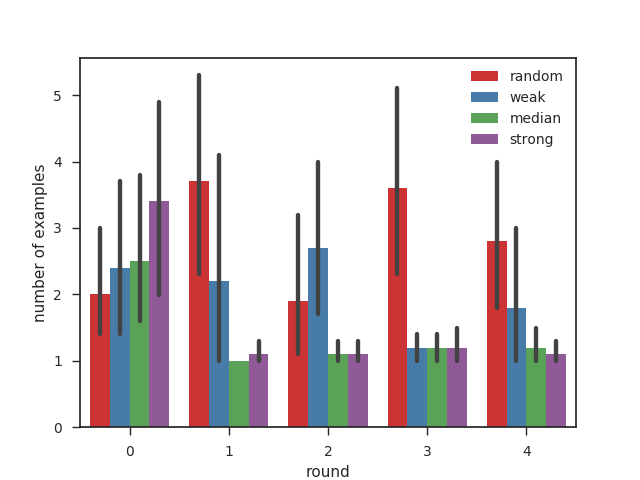 random
weak
median
strong
5
4
3
2
1
0
number of examples
0 1 2 3 4
round